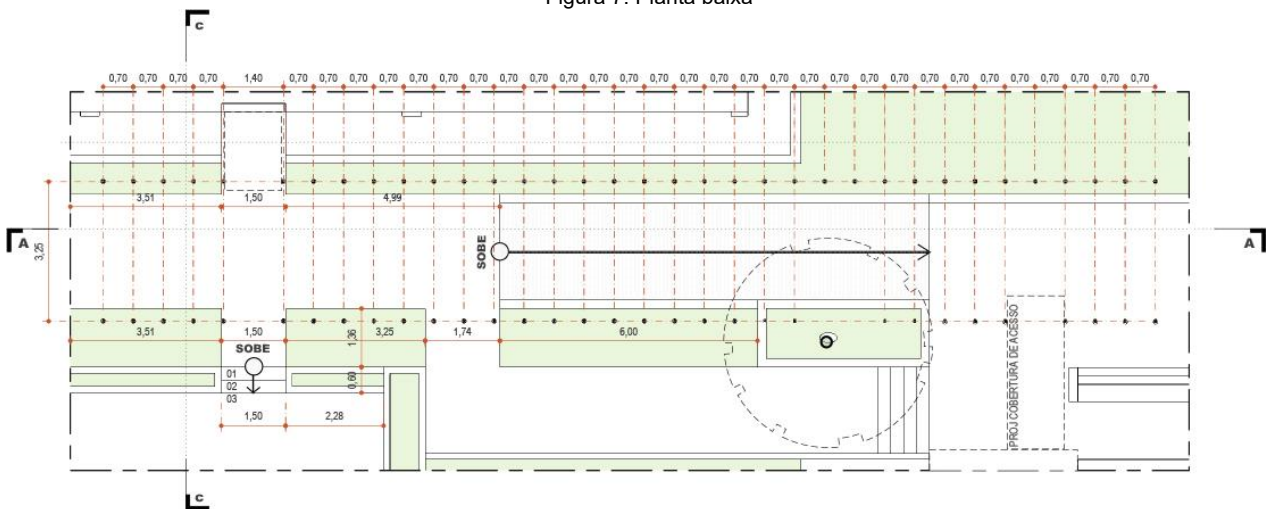 Figura 7: Planta baixa
c
0,70 0,70 0,70 0,70 1,40 0,70 0,70 0,70 0,70 0,70 0,70 0,70 0,70 0,70 0,70 0,70 0,70 0,70 0,70 0,70 0,70 0,70 0,70 0,70 0,70 0,70 0,70 0,70 0,70 0,70 0,70 0,70 0,70 0,70
3,51 1,50 4,99
A 3,25 SOBE A
3,51 1,50 3,25 1,36 1,74 6,00
SOBE
PROJ COBERTURA DE ACESSO
01
02
03
0,60
1,50 2,28
c